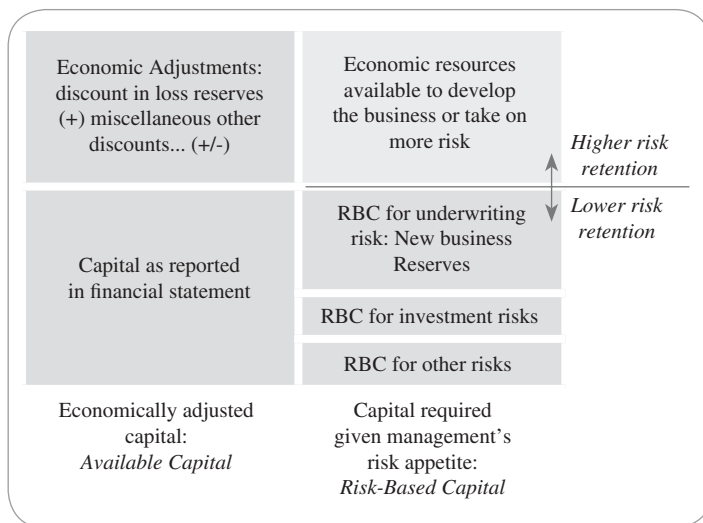 Economic Adjustments:
discount in loss reserves
(+) miscellaneous other
discounts... (+/-)
Economic resources
available to develop
the business or take on
more risk
Higher risk
retention
Lower risk
retention
Capital as reported
in financial statement
RBC for underwriting
risk: New business
Reserves
RBC for investment risks
RBC for other risks
Economically adjusted
capital:
Available Capital
Capital required
given management's
risk appetite:
Risk-Based Capital